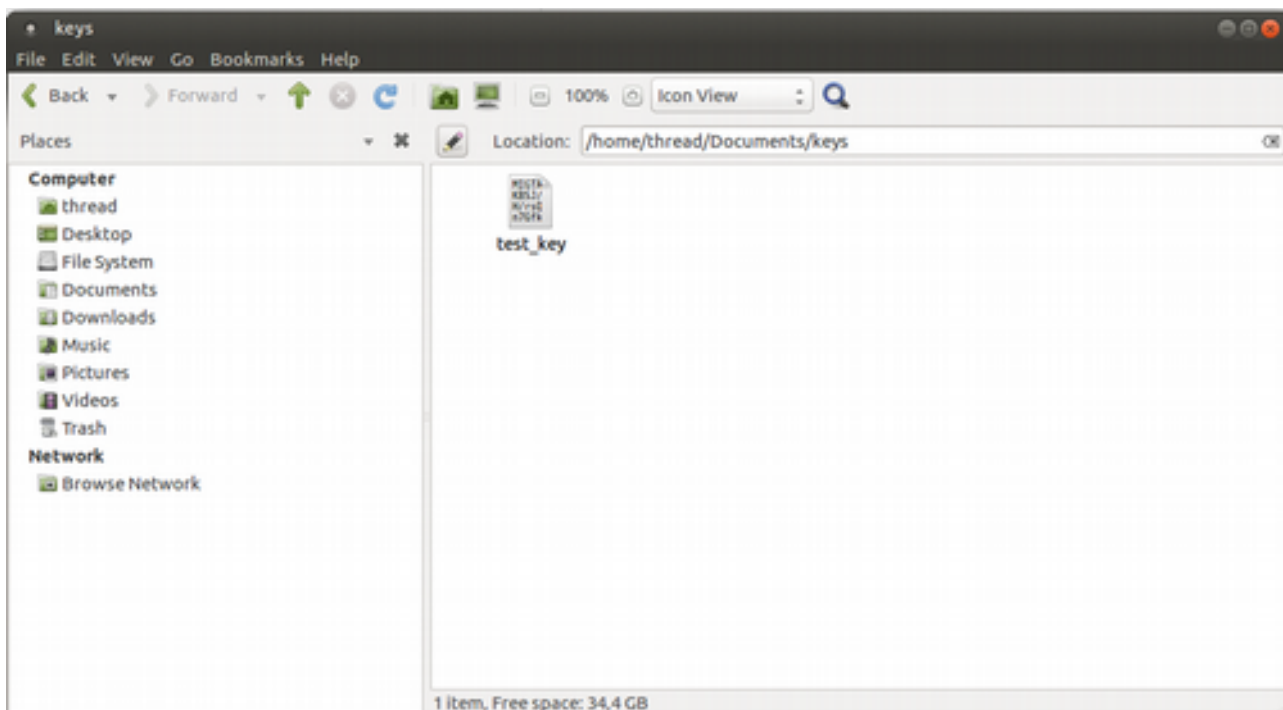 keys
File Edit View Go Bookmarks Help
Back Forward 100% Icon View
Places
Location: /home/thread/Documents/keys
Computer
thread
Desktop
File System
Documents
Downloads
Music
Pictures
Videos
Trash
Network
Browse Network
test_key
1 item, Free space: 34,4 GB